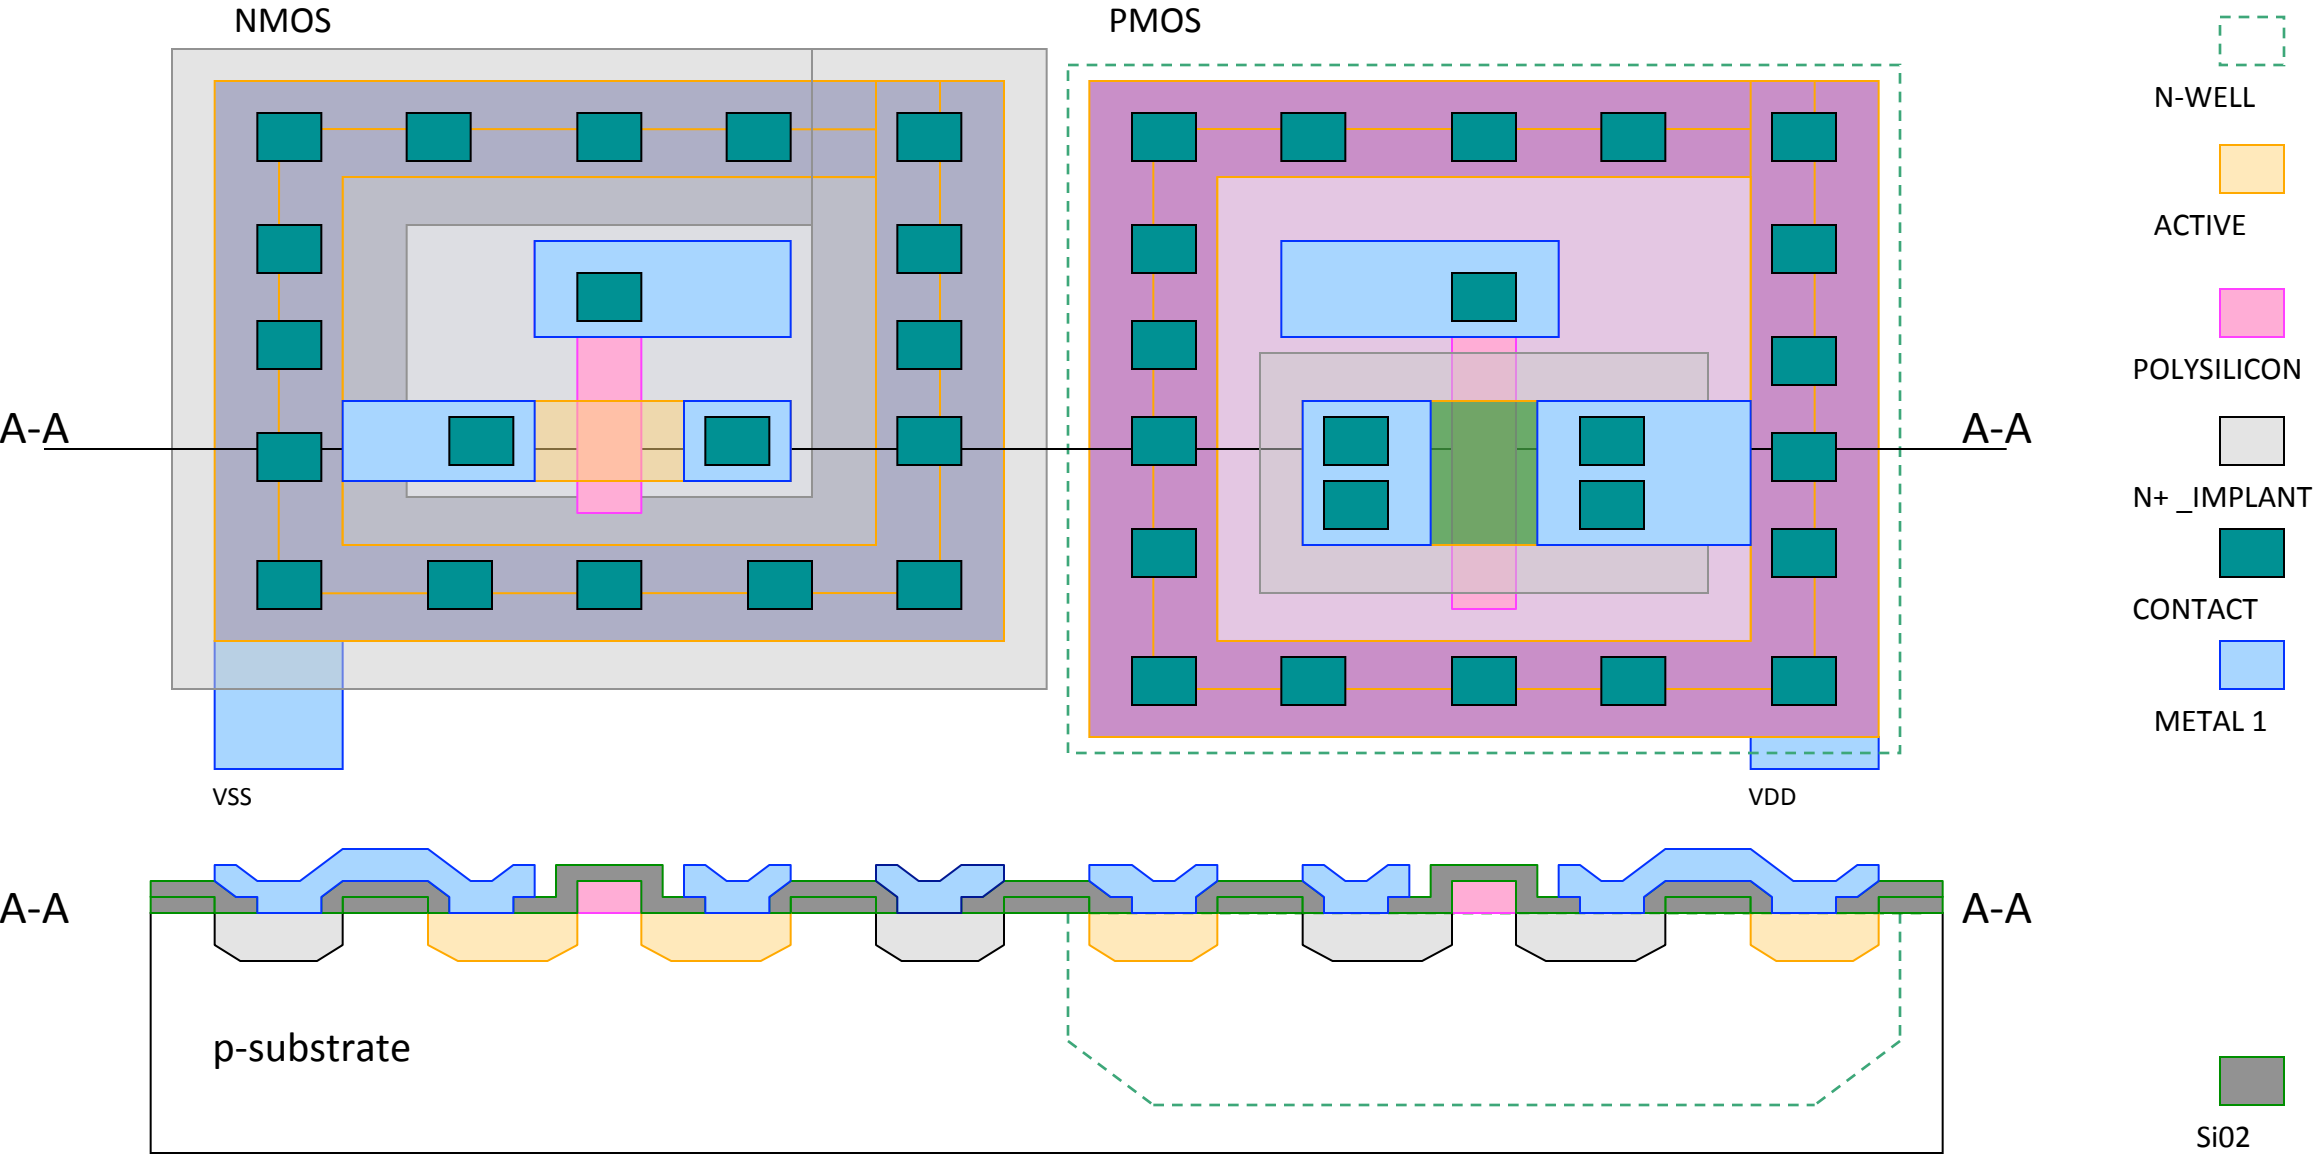 NMOS
PMOS
N-WELL
ACTIVE
POLYSILICON
A-A
A-A
N+ _IMPLANT
CONTACT
METAL 1
VSS
VDD
A-A
A-A
p-substrate
Si02